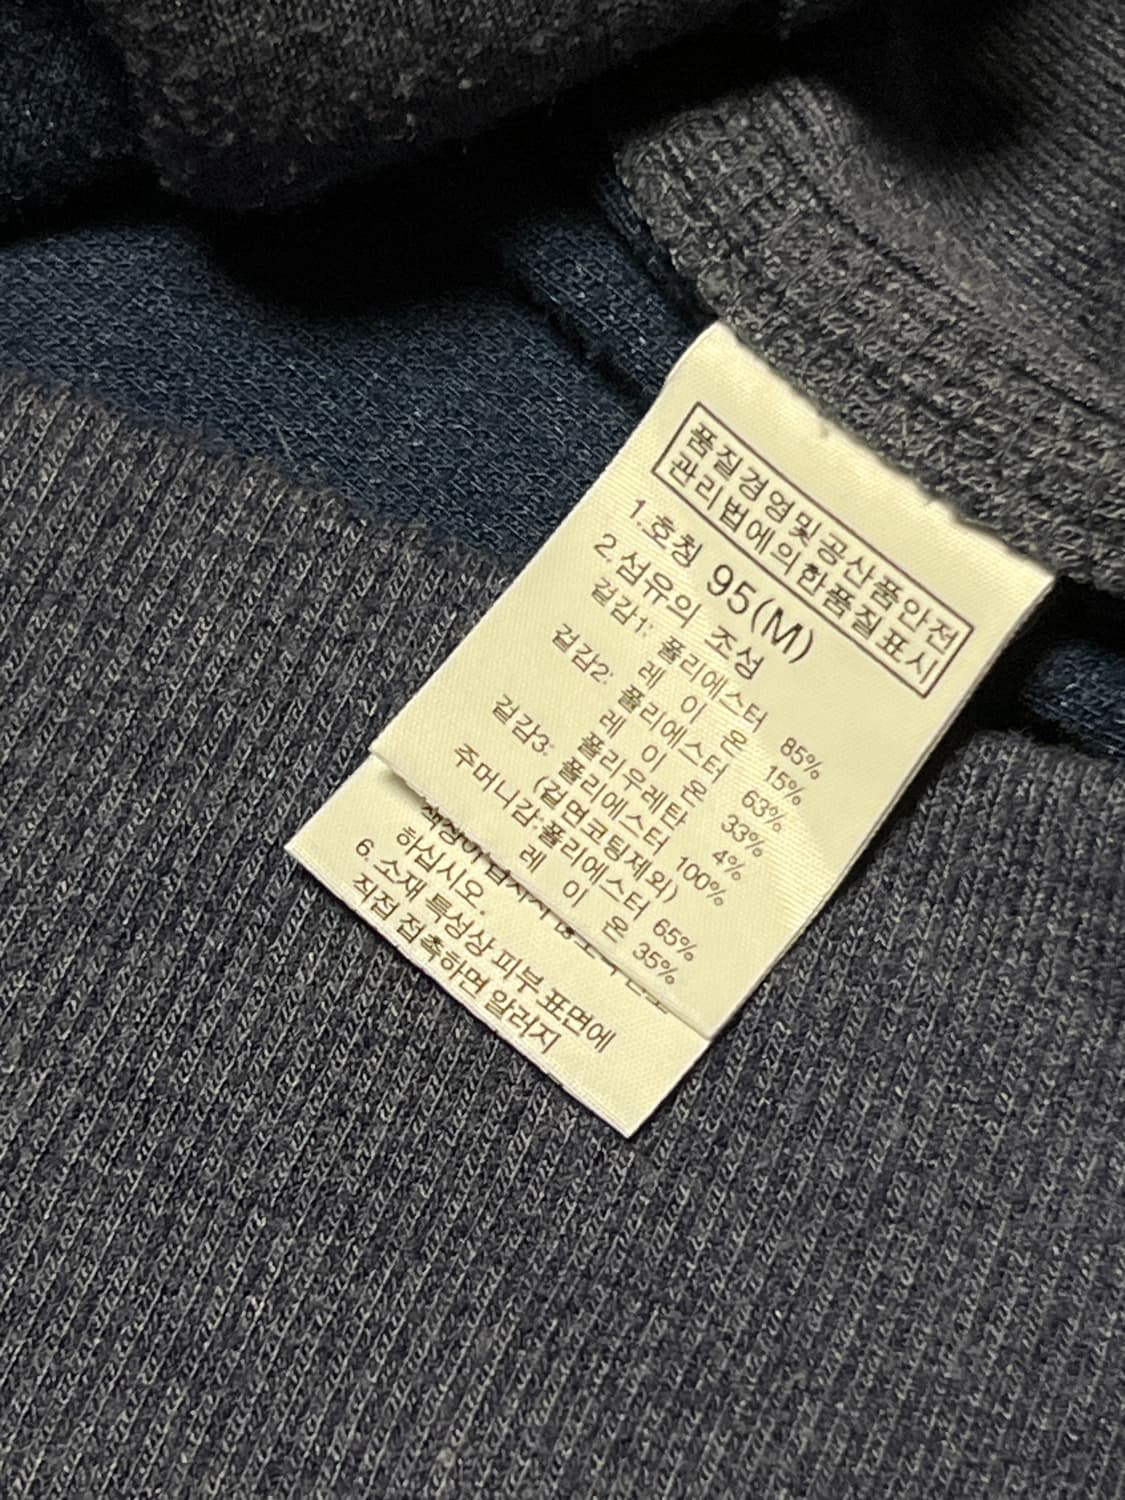 품질경영및공산품안전
관리법에의한품질표시
1.호칭 95(M)
2.섬유의 조성
겉감1: 폴리에스터 85%
레 이 온 15%
겉감2: 폴리에스터 63%
레 이 온 33%
폴리우레탄 4%
겉감3: 폴리에스터 100%
(겉면코팅제외)
주머니감:폴리에스터 65%
레 이 온 35%
하십시오.
6.소재 특성상 피부 표면에
직접 접촉하면 알러지